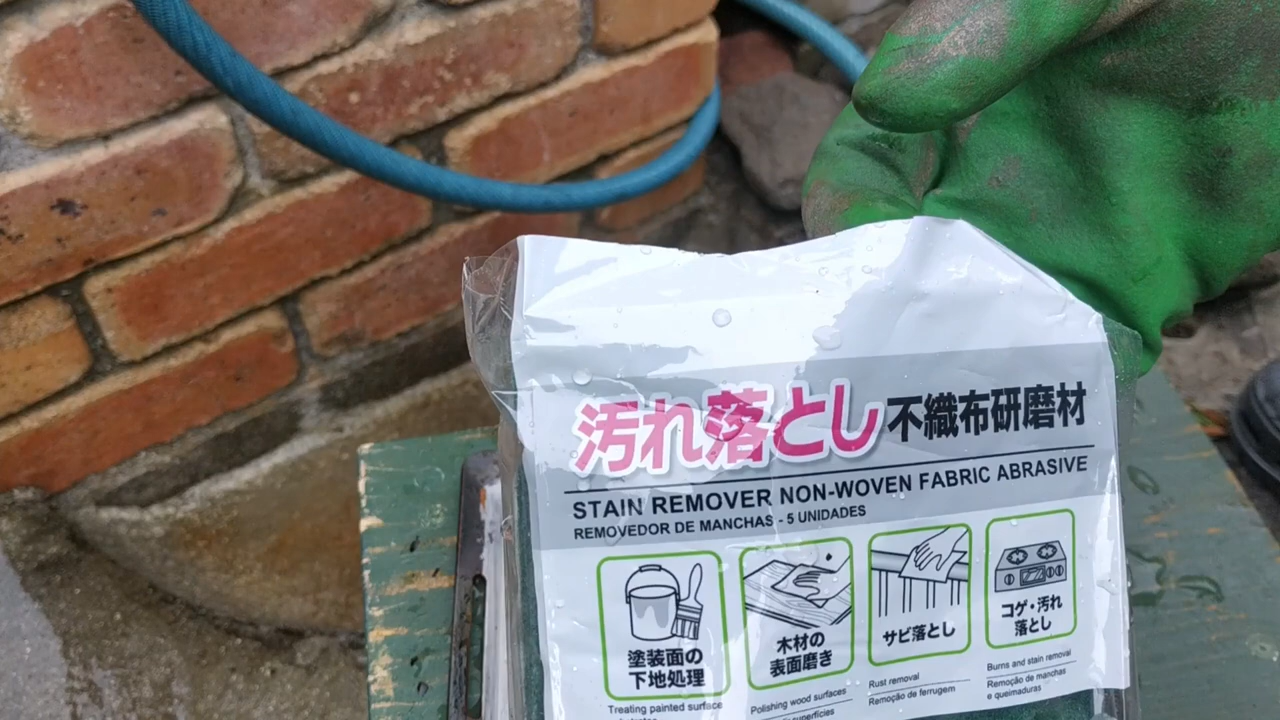 汚れ落とし 不織布研磨材
STAIN REMOVER NON-WOVEN FABRIC ABRASIVE
REMOVEDOR DE MANCHAS - 5 UNIDADES
塗装面の
下地処理
Treating painted surface
木材の
表面磨き
Polishing wood surfaces
サビ落とし
Rust removal
Remoção de ferrugem
コゲ・汚れ
落とし
Burns and stain removal
Remoção de manchas
e queimaduras